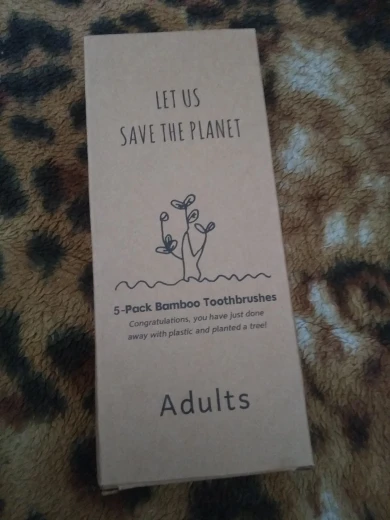 LET US
SAVE THE PLANET
5-Pack Bamboo Toothbrushes
Congratulations, you have just done
away with plastic and planted a tree!
Adults